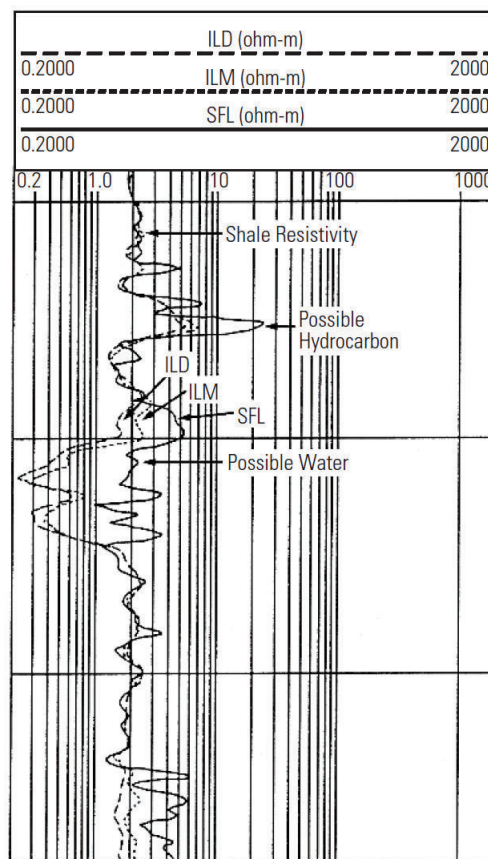 ILD (ohm-m)
0.2000 2000
ILM (ohm-m)
0.2000 2000
SFL (ohm-m)
0.2000 2000
0.2 1.0 10 100 1000
Shale Resistivity
Possible
Hydrocarbon
ILD
ILM
SFL
Possible Water